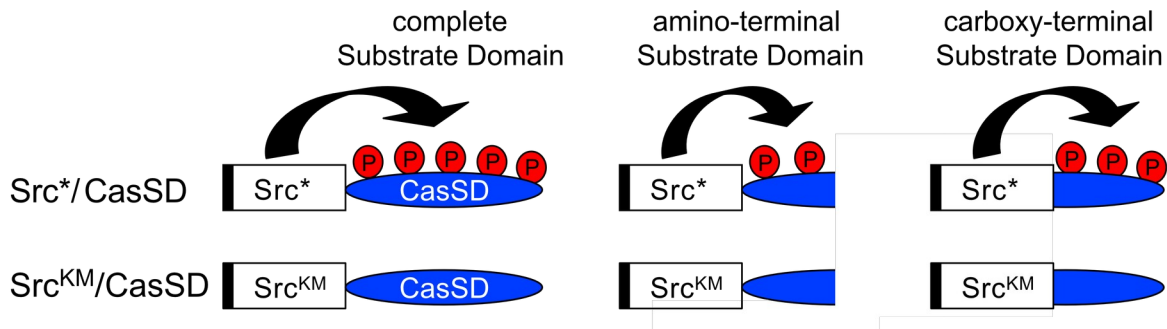 complete
Substrate Domain
amino-terminal
Substrate Domain
carboxy-terminal
Substrate Domain
P P P P P
P P
P P P
Src*/CasSD
Src*
CasSD
Src*
Src*
SrcKM/CasSD
SrcKM
CasSD
SrcKM
SrcKM